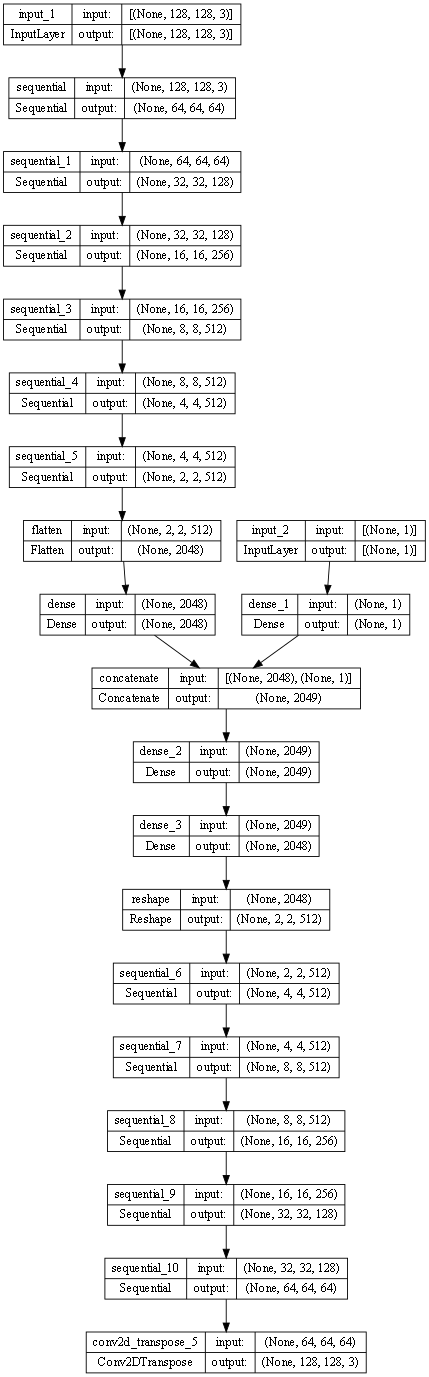 input_1 input: [(None, 128, 128, 3)]
InputLayer output: [(None, 128, 128, 3)]
sequential input: (None, 128, 128, 3)
Sequential output: (None, 64, 64, 64)
sequential_1 input: (None, 64, 64, 64)
Sequential output: (None, 32, 32, 128)
sequential_2 input: (None, 32, 32, 128)
Sequential output: (None, 16, 16, 256)
sequential_3 input: (None, 16, 16, 256)
Sequential output: (None, 8, 8, 512)
sequential_4 input: (None, 8, 8, 512)
Sequential output: (None, 4, 4, 512)
sequential_5 input: (None, 4, 4, 512)
Sequential output: (None, 2, 2, 512)
flatten input: (None, 2, 2, 512)
Flatten output: (None, 2048)
input_2 input: [(None, 1)]
InputLayer output: [(None, 1)]
dense input: (None, 2048)
Dense output: (None, 2048)
dense_1 input: (None, 1)
Dense output: (None, 1)
concatenate input: [(None, 2048), (None, 1)]
Concatenate output: (None, 2049)
dense_2 input: (None, 2049)
Dense output: (None, 2049)
dense_3 input: (None, 2049)
Dense output: (None, 2048)
reshape input: (None, 2048)
Reshape output: (None, 2, 2, 512)
sequential_6 input: (None, 2, 2, 512)
Sequential output: (None, 4, 4, 512)
sequential_7 input: (None, 4, 4, 512)
Sequential output: (None, 8, 8, 512)
sequential_8 input: (None, 8, 8, 512)
Sequential output: (None, 16, 16, 256)
sequential_9 input: (None, 16, 16, 256)
Sequential output: (None, 32, 32, 128)
sequential_10 input: (None, 32, 32, 128)
Sequential output: (None, 64, 64, 64)
conv2d_transpose_5 input: (None, 64, 64, 64)
Conv2DTranspose output: (None, 128, 128, 3)